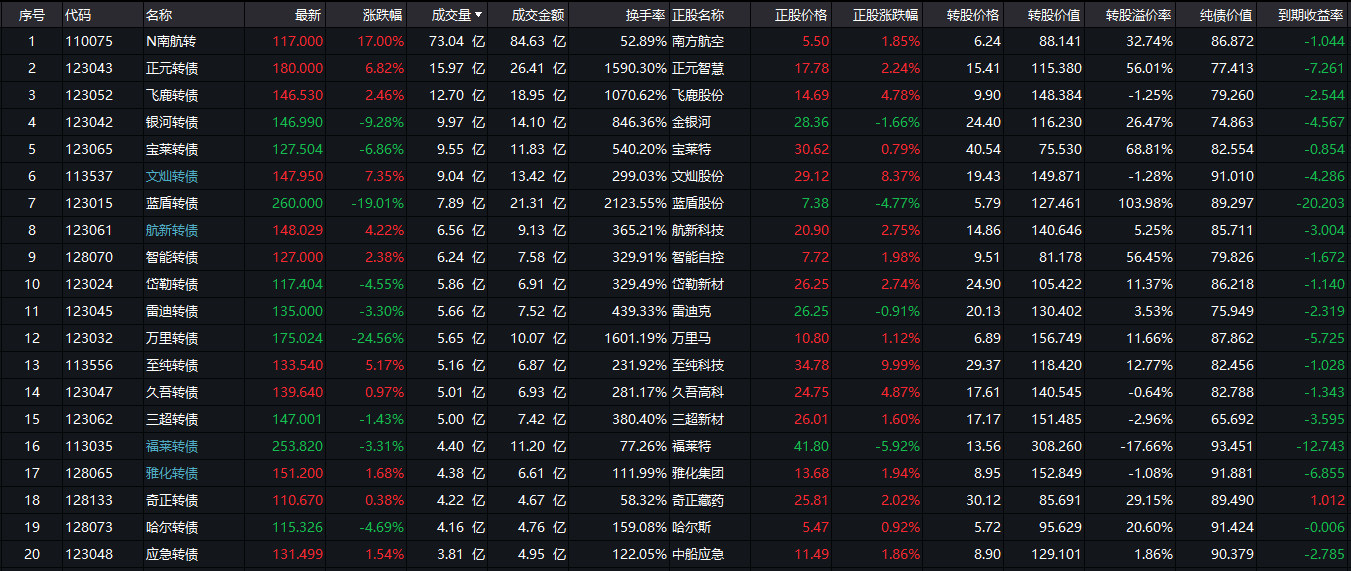 序号 代码 名称 最新 涨跌幅 成交量 成交金额 换手率 正股名称 正股价格 正股涨跌幅 转股价格 转股价值 转股溢价率 纯债价值 到期收益率
1 110075 N南航转 117.000 17.00% 73.04 亿 84.63 亿 52.89% 南方航空 5.50 1.85% 6.24 88.141 32.74% 86.872 -1.044
2 123043 正元转债 180.000 6.82% 15.97 亿 26.41 亿 1590.30% 正元智慧 17.78 2.24% 15.41 115.380 56.01% 77.413 -7.261
3 123052 飞鹿转债 146.530 2.46% 12.70 亿 18.95 亿 1070.62% 飞鹿股份 14.69 4.78% 9.90 148.384 -1.25% 79.260 -2.544
4 123042 银河转债 146.990 -9.28% 9.97 亿 14.10 亿 846.36% 金银河 28.36 -1.66% 24.40 116.230 26.47% 74.863 -4.567
5 123065 宝莱转债 127.504 -6.86% 9.55 亿 11.83 亿 540.20% 宝莱特 30.62 0.79% 40.54 75.530 68.81% 82.554 -0.854
6 113537 文灿转债 147.950 7.35% 9.04 亿 13.42 亿 299.03% 文灿股份 29.12 8.37% 19.43 149.871 -1.28% 91.010 -4.286
7 123015 蓝盾转债 260.000 -19.01% 7.89 亿 21.31 亿 2123.55% 蓝盾股份 7.38 -4.77% 5.79 127.461 103.98% 89.297 -20.203
8 123061 航新转债 148.029 4.22% 6.56 亿 9.13 亿 365.21% 航新科技 20.90 2.75% 14.86 140.646 5.25% 85.711 -3.004
9 128070 智能转债 127.000 2.38% 6.24 亿 7.58 亿 329.91% 智能自控 7.72 1.98% 9.51 81.178 56.45% 79.826 -1.672
10 123024 岱勒转债 117.404 -4.55% 5.86 亿 6.91 亿 329.49% 岱勒新材 26.25 2.74% 24.90 105.422 11.37% 86.218 -1.140
11 123045 雷迪转债 135.000 -3.30% 5.66 亿 7.52 亿 439.33% 雷迪克 26.25 -0.91% 20.13 130.402 3.53% 75.949 -2.319
12 123032 万里转债 175.024 -24.56% 5.65 亿 10.07 亿 1601.19% 万里马 10.80 1.12% 6.89 156.749 11.66% 87.862 -5.725
13 113556 至纯转债 133.540 5.17% 5.16 亿 6.87 亿 231.92% 至纯科技 34.78 9.99% 29.37 118.420 12.77% 82.456 -1.028
14 123047 久吾转债 139.640 0.97% 5.01 亿 6.93 亿 281.17% 久吾高科 24.75 4.87% 17.61 140.545 -0.64% 82.788 -1.343
15 123062 三超转债 147.001 -1.43% 5.00 亿 7.42 亿 380.40% 三超新材 26.01 1.60% 17.17 151.485 -2.96% 65.692 -3.595
16 113035 福莱转债 253.820 -3.31% 4.40 亿 11.20 亿 77.26% 福莱特 41.80 -5.92% 13.56 308.260 -17.66% 93.451 -12.743
17 128065 雅化转债 151.200 1.68% 4.38 亿 6.61 亿 111.99% 雅化集团 13.68 1.94% 8.95 152.849 -1.08% 91.881 -6.855
18 128133 奇正转债 110.670 0.38% 4.22 亿 4.67 亿 58.32% 奇正藏药 25.81 2.02% 30.12 85.691 29.15% 89.490 1.012
19 128073 哈尔转债 115.326 -4.69% 4.16 亿 4.76 亿 159.08% 哈尔斯 5.47 0.92% 5.72 95.629 20.60% 91.424 -0.006
20 123048 应急转债 131.499 1.54% 3.81 亿 4.95 亿 122.05% 中船应急 11.49 1.86% 8.90 129.101 1.86% 90.379 -2.785